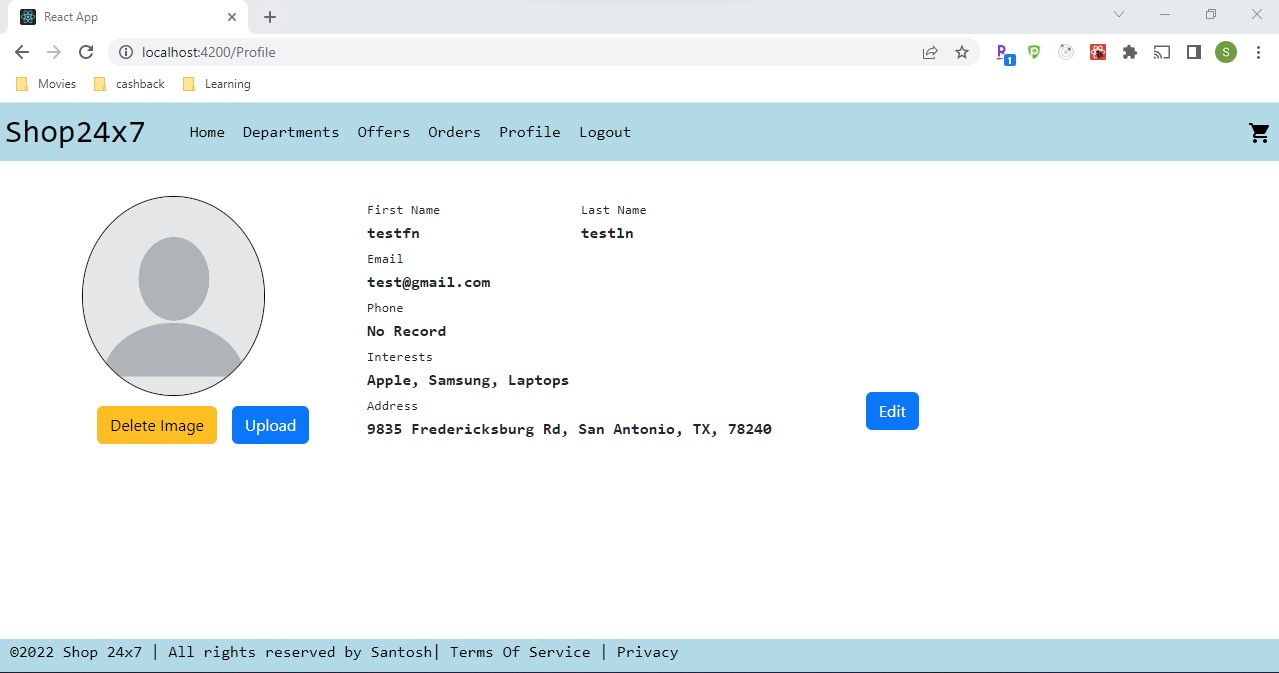 React App
localhost:4200/Profile
1
S
Movies cashback Learning
Shop24x7 Home Departments Offers Orders Profile Logout
First Name Last Name
testfn testln
Email
test@gmail.com
Phone
No Record
Interests
Apple, Samsung, Laptops
Address
9835 Fredericksburg Rd, San Antonio, TX, 78240
Delete Image Upload Edit
©2022 Shop 24x7 | All rights reserved by Santosh| Terms Of Service | Privacy